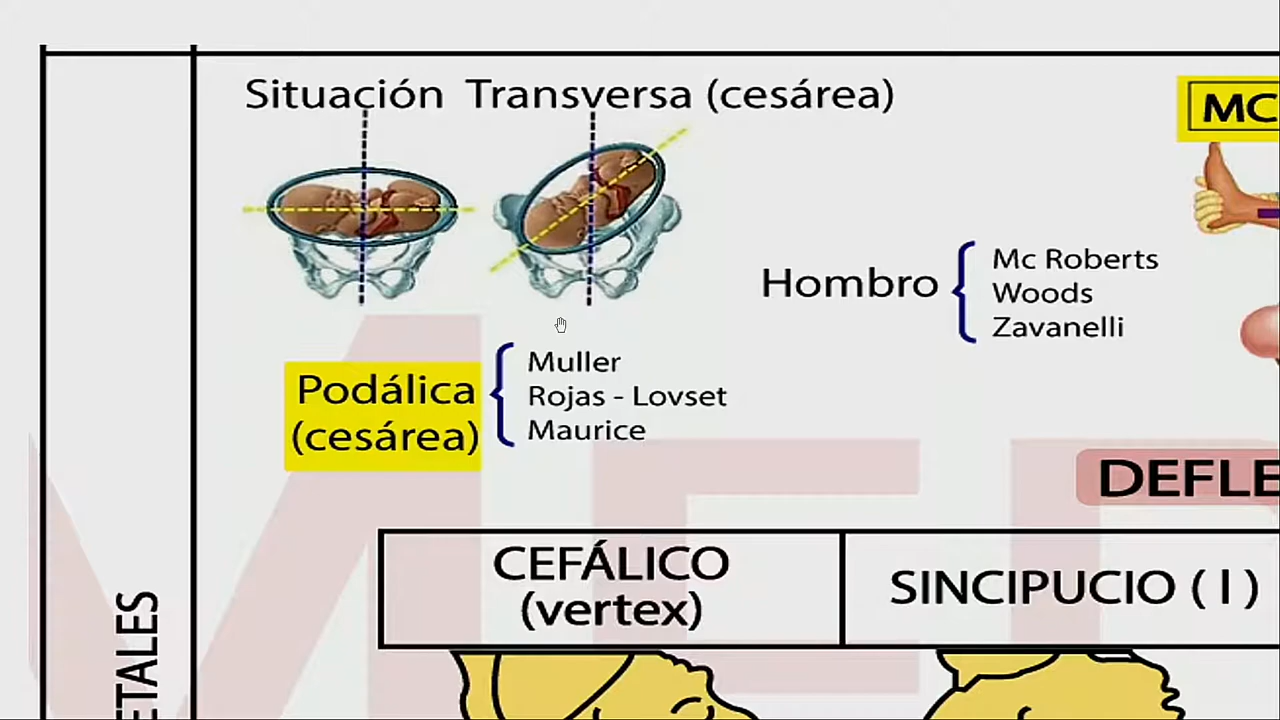 Situación Transversa (cesárea)
MC
Hombro
Mc Roberts
Woods
Zavanelli
Podálica
(cesárea)
Muller
Rojas - Lovset
Maurice
DEFLE
CEFÁLICO
(vertex)
SINCIPUCIO ( I )
ETALES
MED